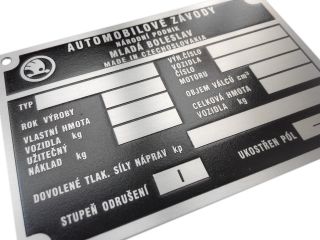 AUTOMOBILOVÉ ZÁVODY
NÁRODNÍ PODNIK
MLADÁ BOLESLAV
MADE IN CZECHOSLOVAKIA
TYP
ROK VÝROBY
VLASTNÍ HMOTA
VOZIDLA kg
UŽITEČNÝ
NÁKLAD kg
VÝR.ČÍSLO
VOZIDLA
ČÍSLO
MOTORU
OBJEM VÁLCŮ cm³
CELKOVÁ HMOTA
VOZIDLA kg
DOVOLENÉ TLAK. SÍLY NÁPRAV kp
STUPEŇ ODRUŠENÍ I
UKOSTŘEN PÓL